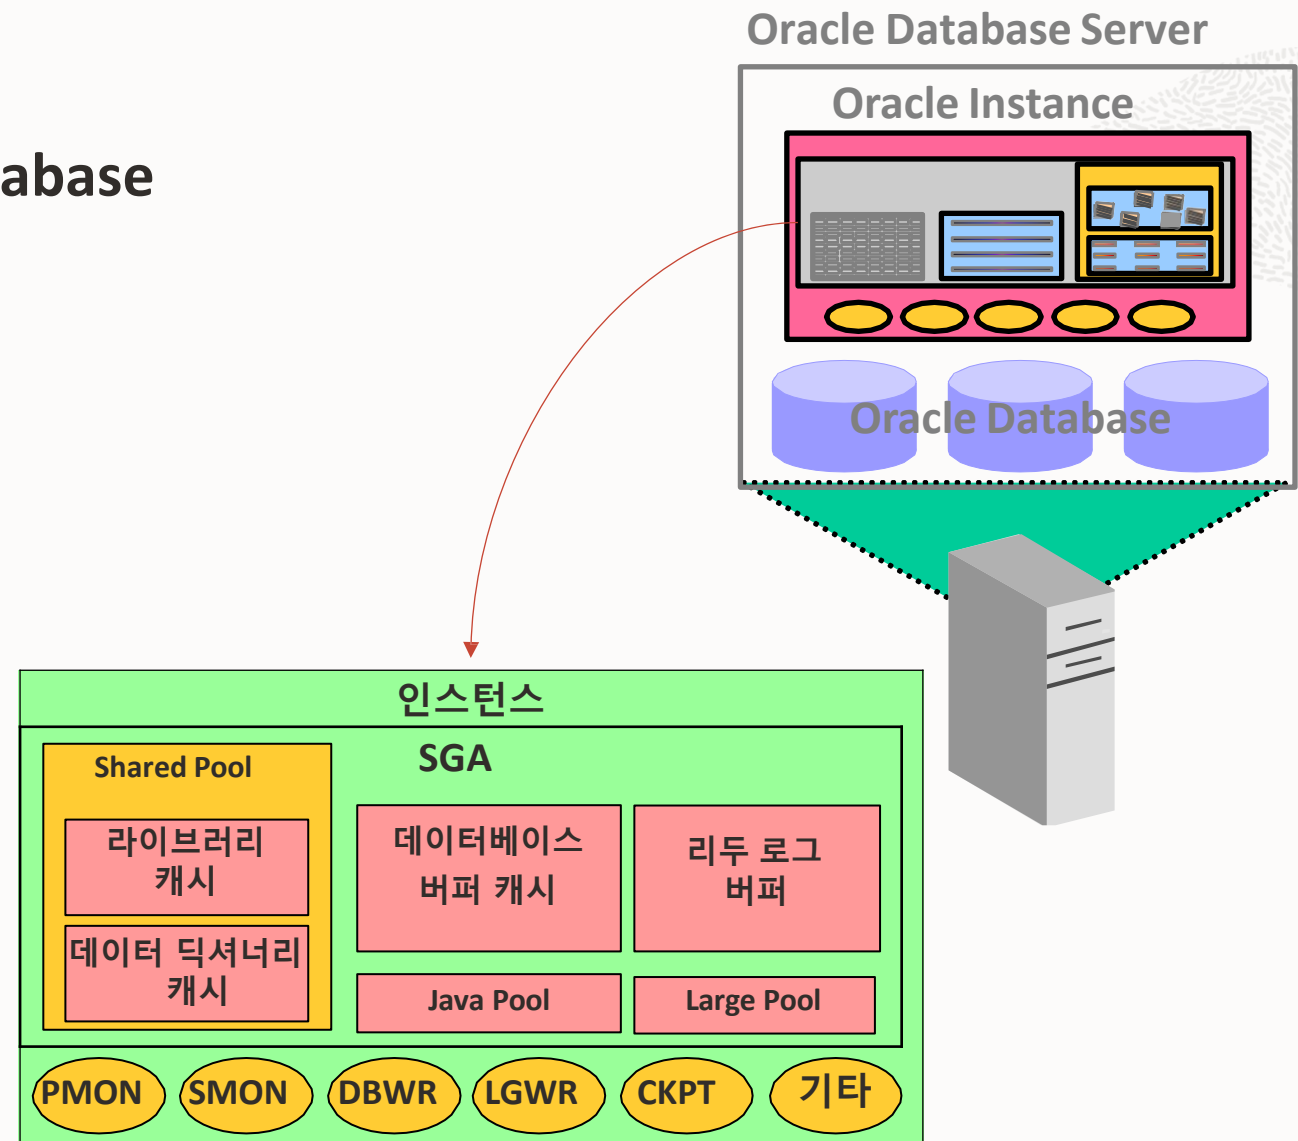 Oracle Database Server
Oracle Instance
abase
Oracle Database
인스턴스
SGA
Shared Pool
라이브러리
캐시
데이터 딕셔너리
캐시
데이터베이스
버퍼 캐시
리두 로그
버퍼
Java Pool
Large Pool
PMON
SMON
DBWR
LGWR
CKPT
기타